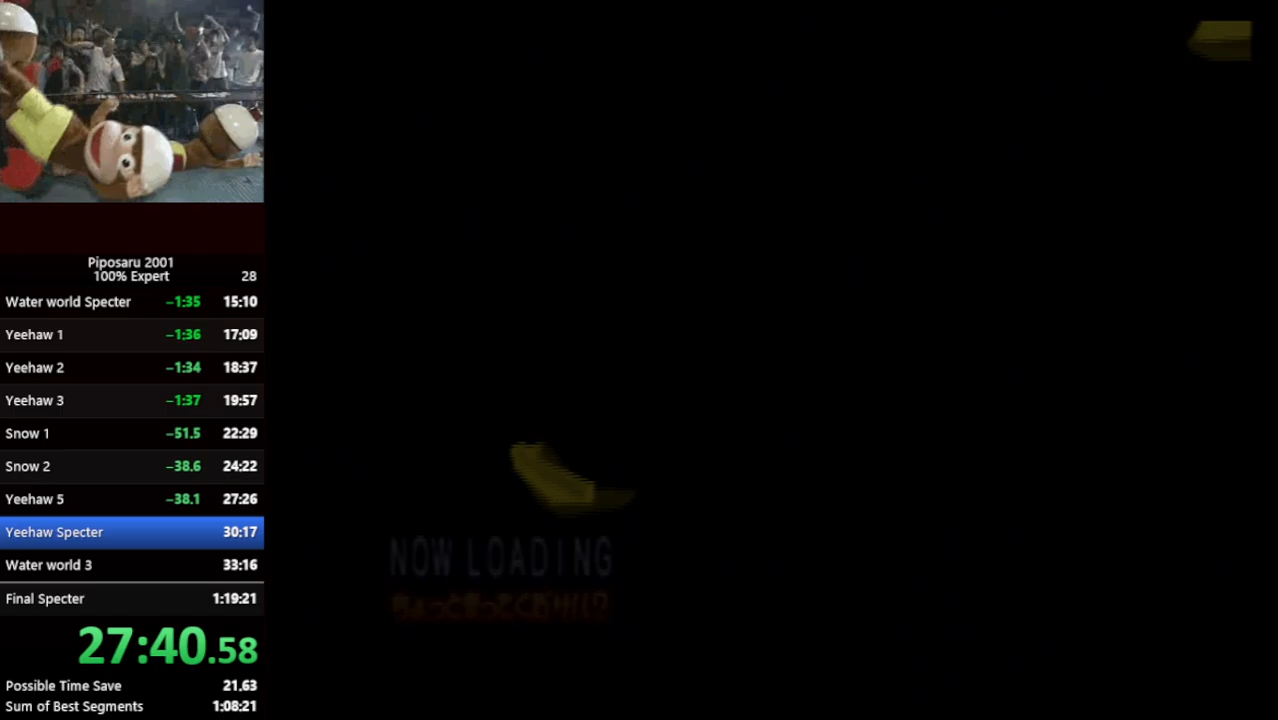 Piposaru 2001
100% Expert 28
Water world Specter -1:35 15:10
Yeehaw 1 -1:36 17:09
Yeehaw 2 -1:34 18:37
Yeehaw 3 -1:37 19:57
Snow 1 -51.5 22:29
Snow 2 -38.6 24:22
Yeehaw 5 -38.1 27:26
Yeehaw Specter 30:17
Water world 3 33:16
Final Specter 1:19:21
27:40.58
Possible Time Save 21.63
Sum of Best Segments 1:08:21
NOW LOADING